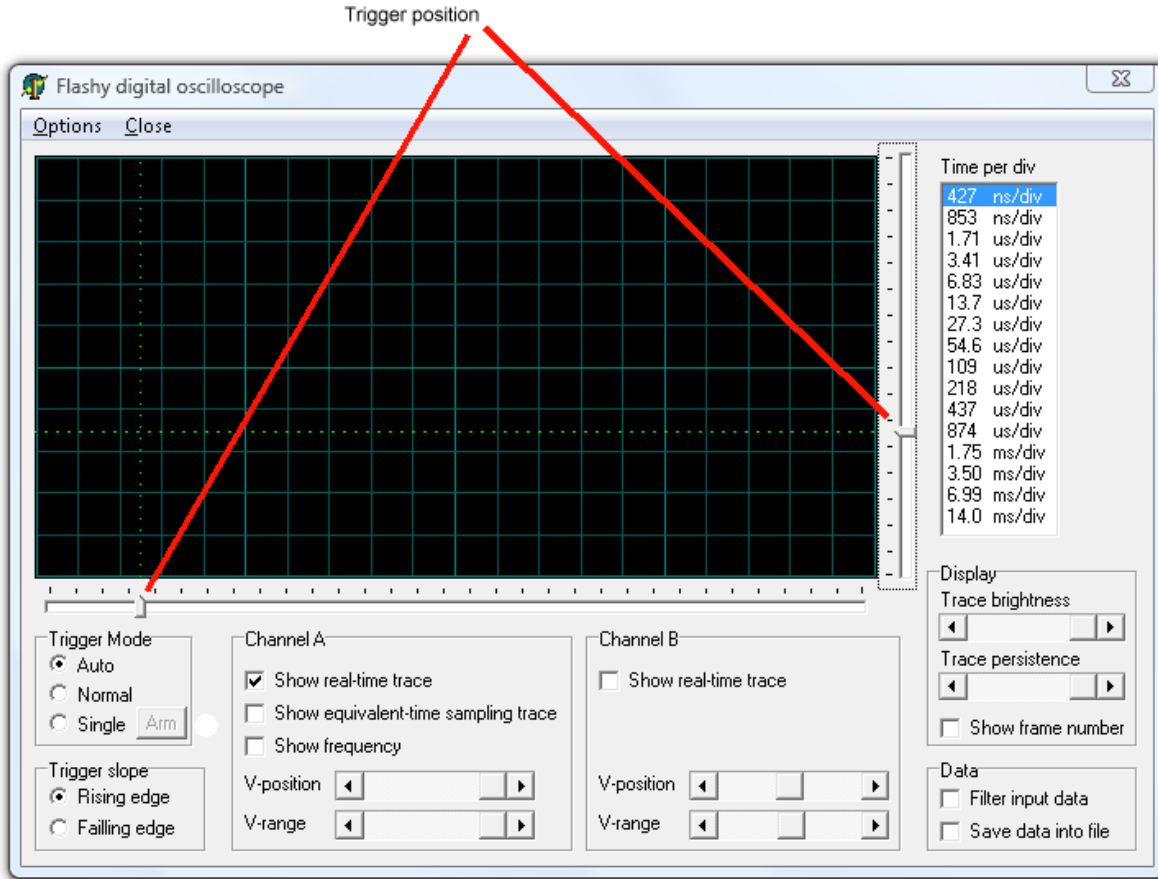 Trigger position
Flashy digital oscilloscope
Options Close
Time per div
427 ns/div
853 ns/div
1.71 us/div
3.41 us/div
6.83 us/div
13.7 us/div
27.3 us/div
54.6 us/div
109 us/div
218 us/div
437 us/div
874 us/div
1.75 ms/div
3.50 ms/div
6.99 ms/div
14.0 ms/div
Trigger Mode
Auto
Normal
Single Arm
Trigger slope
Rising edge
Failling edge
Channel A
Show real-time trace
Show equivalent-time sampling trace
Show frequency
V-position
V-range
Channel B
Show real-time trace
V-position
V-range
Display
Trace brightness
Trace persistence
Show frame number
Data
Filter input data
Save data into file